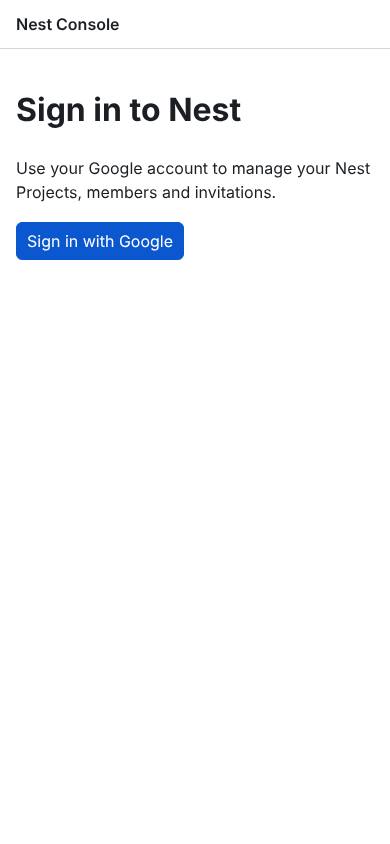 Nest Console
Sign in to Nest
Use your Google account to manage your Nest
Projects, members and invitations.
Sign in with Google